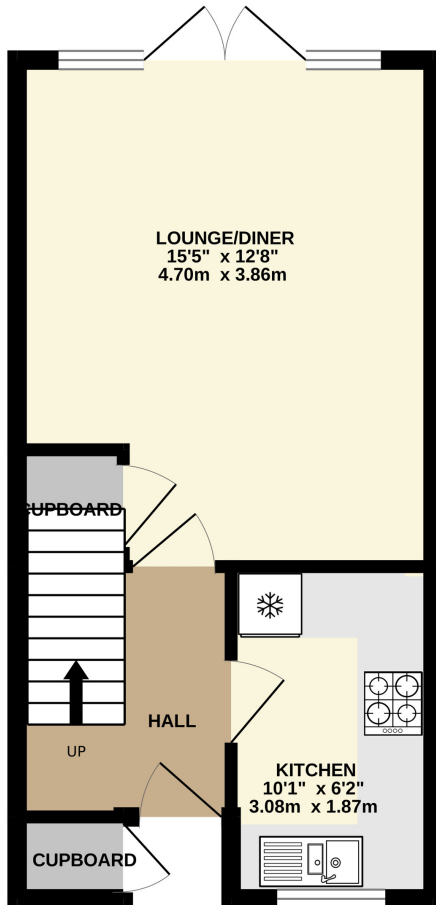 LOUNGE/DINER
15'5" x 12'8"
4.70m x 3.86m
CUPBOARD
UP
HALL
KITCHEN
10'1" x 6'2"
3.08m x 1.87m
CUPBOARD